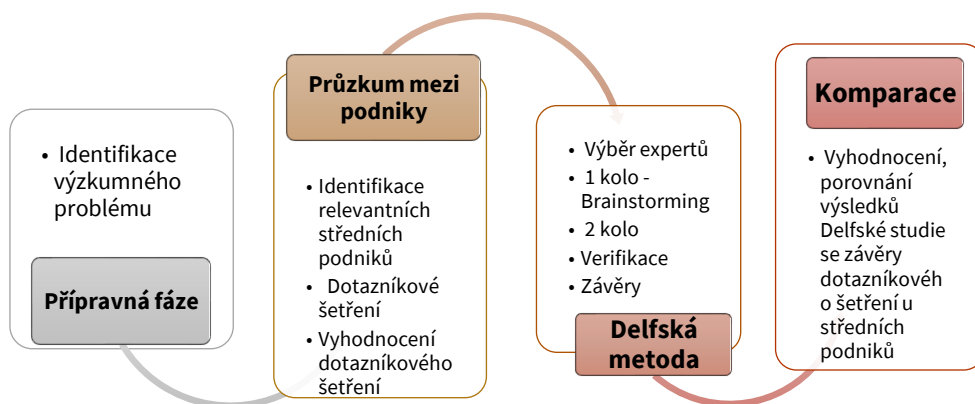 • Identifikace
výzkumného
problému
Přípravná fáze
Průzkum mezi
podniky
• Identifikace
relevantních
středních
podniků
• Dotazníkové
šetření
• Vyhodnocení
dotazníkového
šetření
• Výběr expertů
• 1 kolo -
Brainstorming
• 2 kolo
• Verifikace
• Závěry
Delfská
metoda
Komparace
• Vyhodnocení,
porovnání
výsledků
Delfské studie
se závěry
dotazníkovéh
o šetření u
středních
podniků